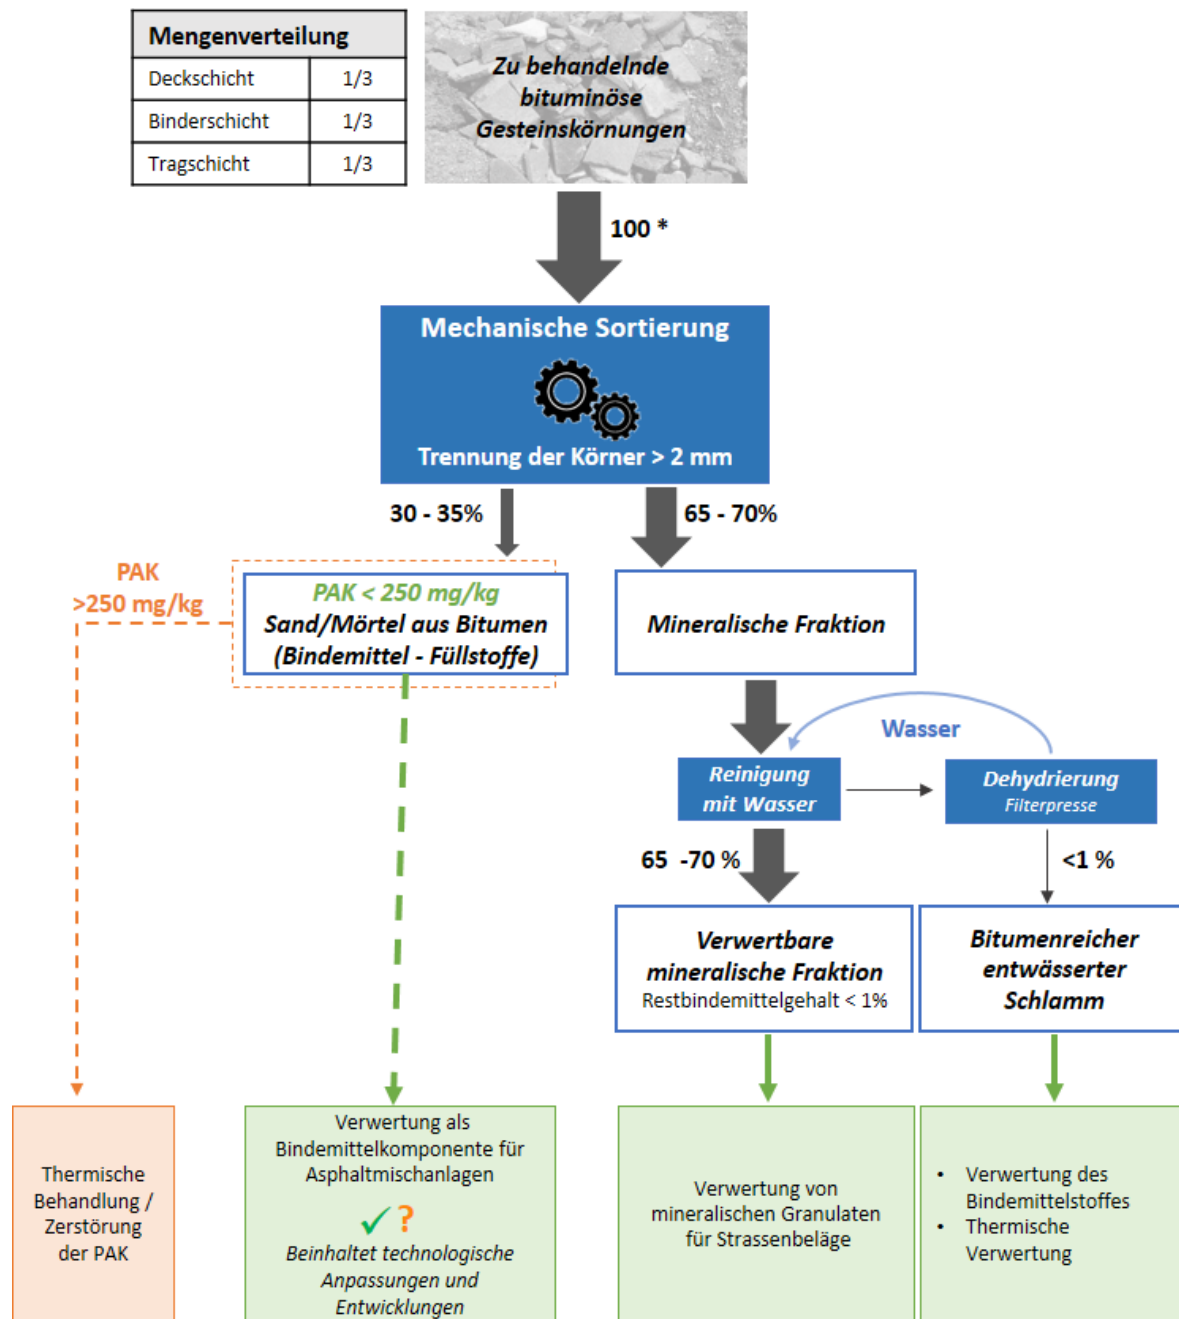 Mengenverteilung
Deckschicht 1/3
Binderschicht 1/3
Tragschicht 1/3
Zu behandelnde
bituminöse
Gesteinskörnungen
100 *
Mechanische Sortierung
Trennung der Körner > 2 mm
30 - 35%
65 - 70%
PAK
>250 mg/kg
PAK < 250 mg/kg
Sand/Mörtel aus Bitumen
(Bindemittel - Füllstoffe)
Mineralische Fraktion
Wasser
Reinigung
mit Wasser
Dehydrierung
Filterpresse
65 -70 %
<1 %
Verwertbare
mineralische Fraktion
Restbindemittelgehalt < 1%
Bitumenreicher
entwässerter
Schlamm
Thermische
Behandlung /
Zerstörung
der PAK
Verwertung als
Bindemittelkomponente für
Asphaltmischanlagen
?
Beinhaltet technologische
Anpassungen und
Entwicklungen
Verwertung von
mineralischen Granulaten
für Strassenbeläge
• Verwertung des
Bindemittelstoffes
• Thermische
Verwertung